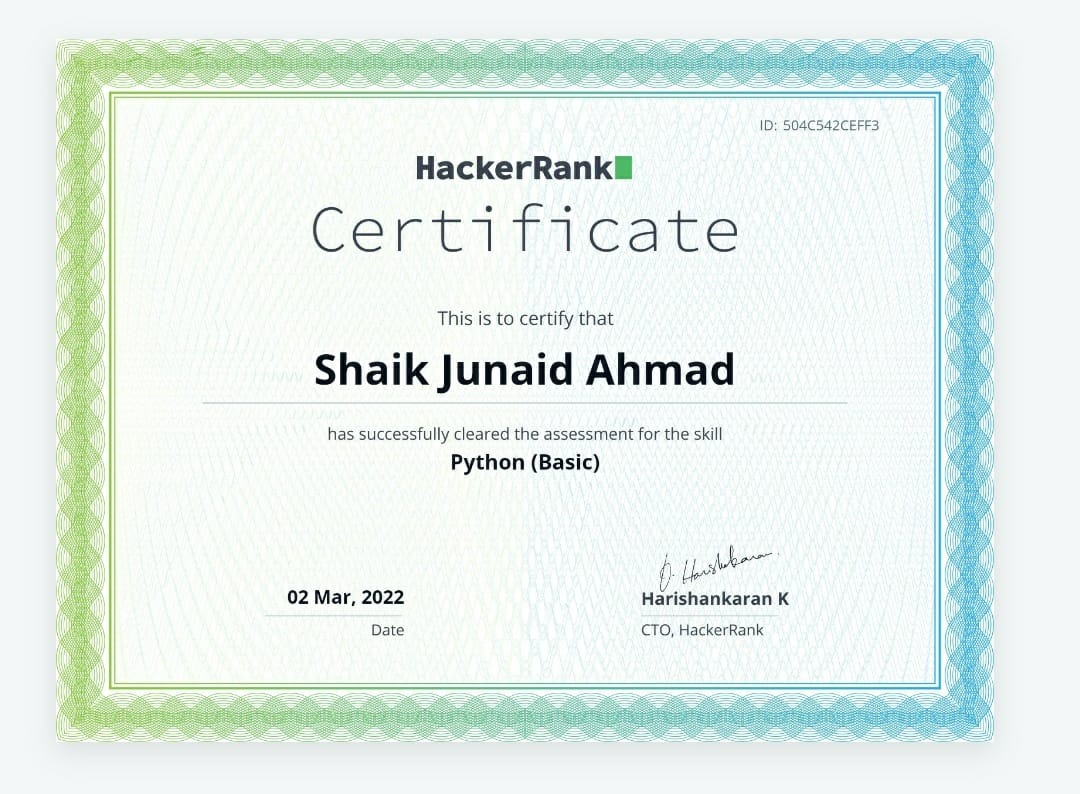 ID: 504C542CEFF3
HackerRank
Certificate
This is to certify that
Shaik Junaid Ahmad
has successfully cleared the assessment for the skill
Python (Basic)
02 Mar, 2022
Date
Harishankaran K
CTO, HackerRank